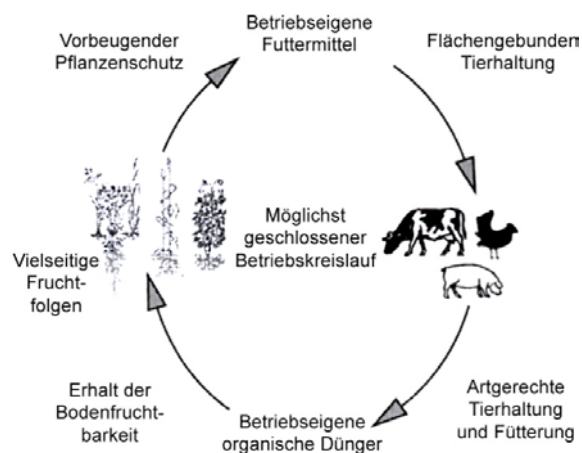 Betriebseigene
Futtermittel
Vorbeugender
Pflanzenschutz
Flächengebunden
Tierhaltung
Möglichst
geschlossener
Betriebskreislauf
Vielseitige
Frucht-
folgen
Erhalt der
Bodenfrucht-
barkeit
Betriebseigene
organische Dünger
Artgerechte
Tierhaltung
und Fütterung